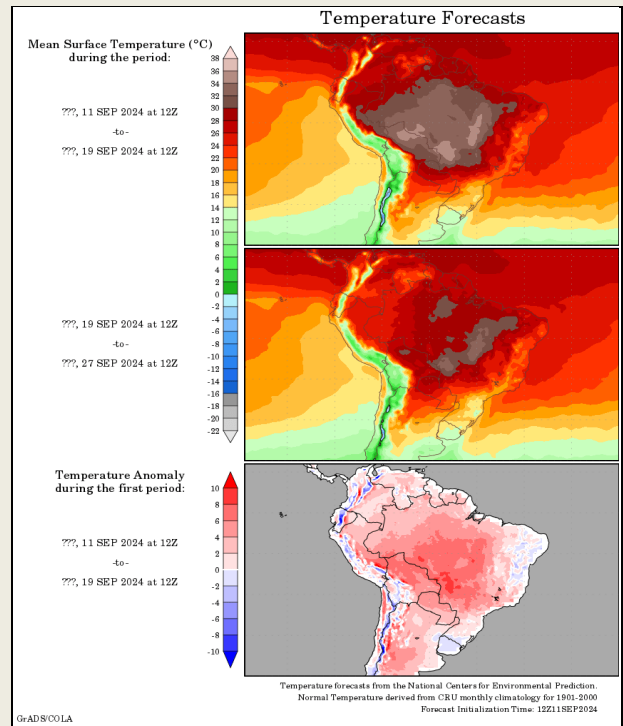 Temperature Forecasts
Mean Surface Temperature (°C)
during the period:
38
36
34
32
30
28
26
24
22
20
18
16
14
12
10
8
6
4
2
0
-2
-4
-6
-8
-10
-12
-14
-16
-18
-20
-22
???, 11 SEP 2024 at 12Z
-to-
???, 19 SEP 2024 at 12Z
???, 19 SEP 2024 at 12Z
-to-
???, 27 SEP 2024 at 12Z
Temperature Anomaly
during the first period:
10
8
6
4
2
0
-2
-4
-6
-8
-10
???, 11 SEP 2024 at 12Z
-to-
???, 19 SEP 2024 at 12Z
Temperature forecasts from the National Centers for Environmental Prediction.
Normal Temperature derived from CRU monthly climatology for 1901-2000
Forecast Initialization Time: 12Z11SEP2024
GrADS/COLA